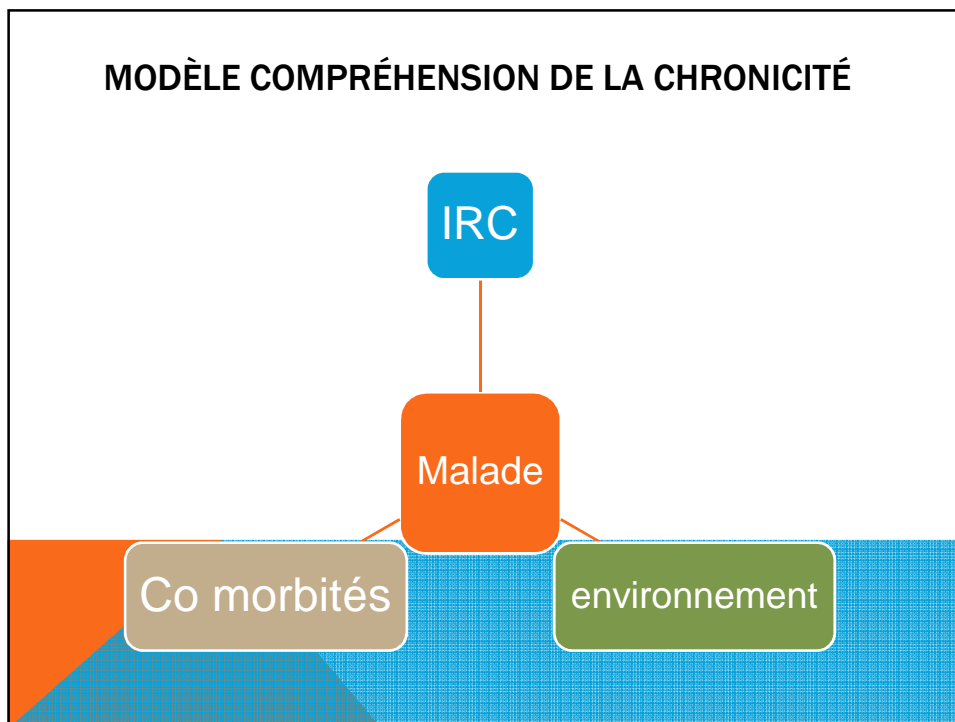 MODÈLE COMPRÉHENSION DE LA CHRONICITÉ
IRC
Malade
Co morbités
environnement